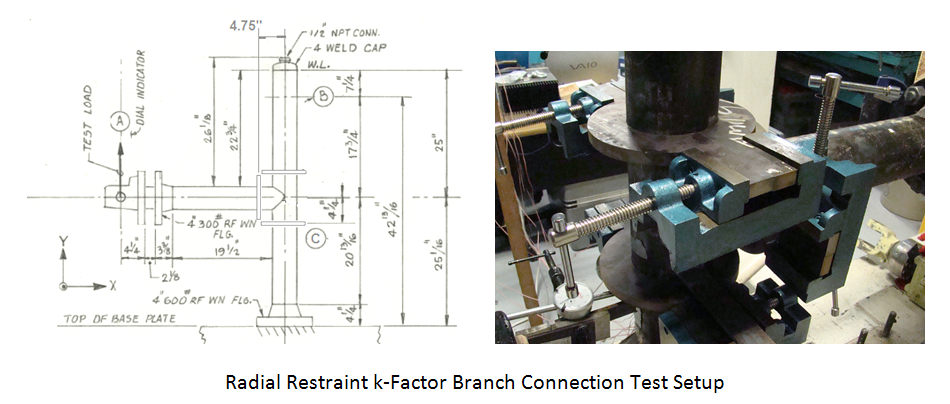 4.75"
1/2" NPT CONN.
4 WELD CAP
W.L.
DIAL INDICATOR
TEST LOAD
A
B
7 1/4"
26 1/8"
22 3/4"
17 3/4"
25"
4 1/4"
42 13/16"
4" 300# RF WN
FLG.
C
20 13/16"
25 1/16"
4 1/4"
3 3/8"
19 1/2"
2 1/8
Y
X
4" 600# RF WN FLG.
4 1/4"
TOP OF BASE PLATE
VAIO
Radial Restraint k-Factor Branch Connection Test Setup